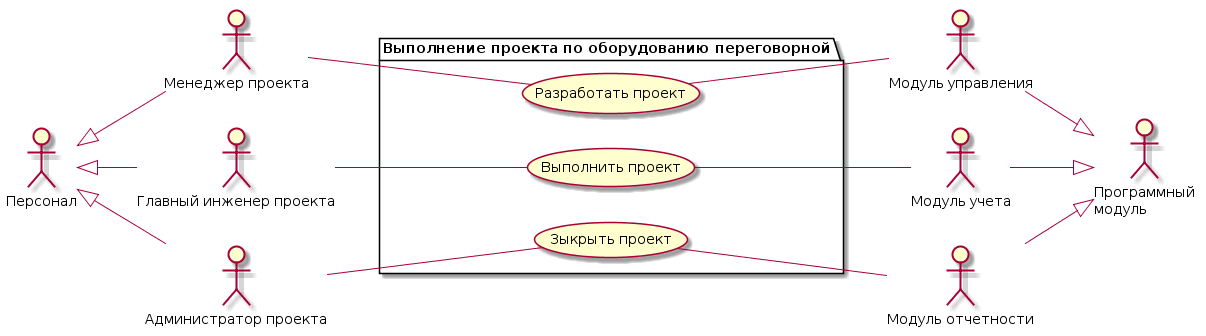 Выполнение проекта по оборудованию переговорной
Менеджер проекта
Разработать проект
Модуль управления
Персонал
Главный инженер проекта
Выполнить проект
Модуль учета
Программный
модуль
Зыкрыть проект
Администратор проекта
Модуль отчетности